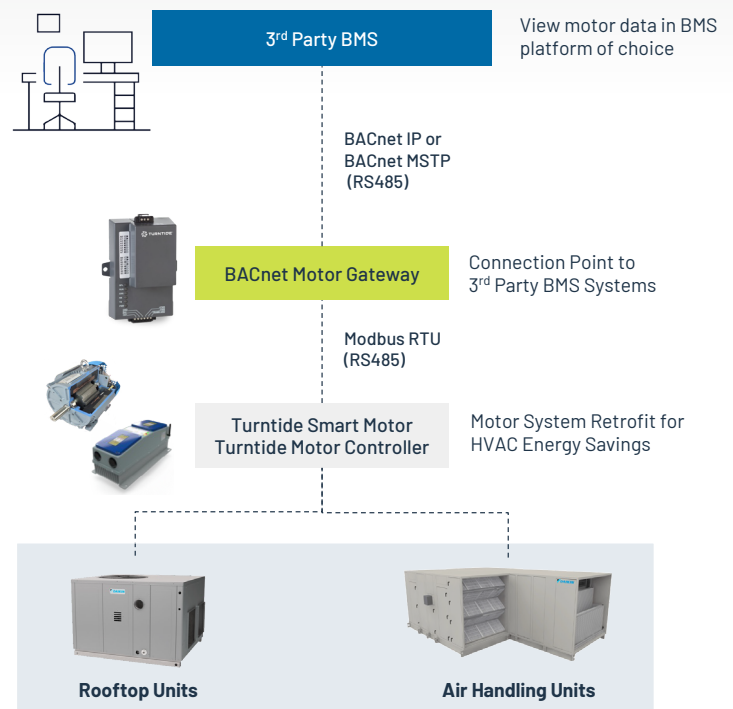 3rd Party BMS
View motor data in BMS
platform of choice
BACnet IP or
BACnet MSTP
(RS485)
TURNTIDE
BACnet Motor Gateway
Connection Point to
3rd Party BMS Systems
Modbus RTU
(RS485)
Turntide Smart Motor
Turntide Motor Controller
Motor System Retrofit for
HVAC Energy Savings
Rooftop Units
Air Handling Units